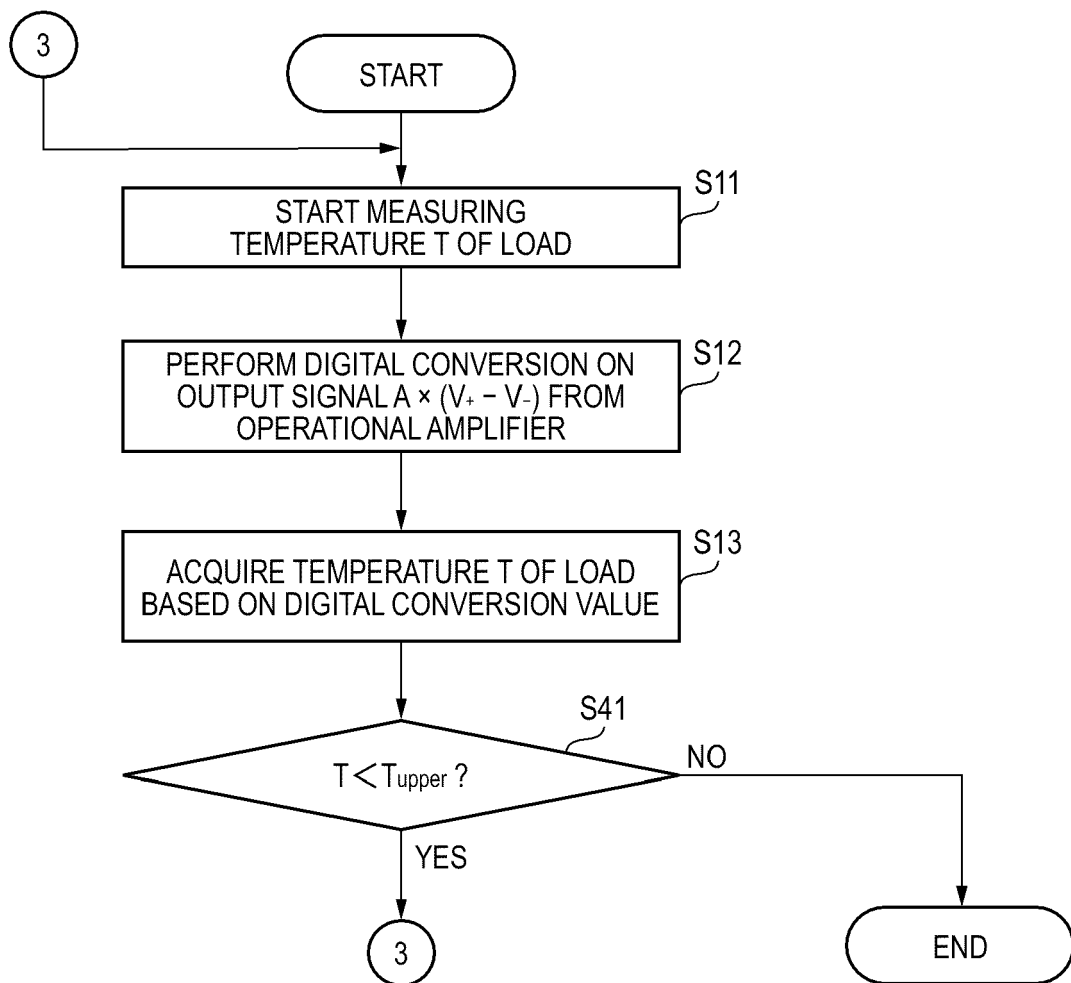 3
START
S11
START MEASURING
TEMPERATURE T OF LOAD
S12
PERFORM DIGITAL CONVERSION ON
OUTPUT SIGNAL A × (V₊ − V₋) FROM
OPERATIONAL AMPLIFIER
S13
ACQUIRE TEMPERATURE T OF LOAD
BASED ON DIGITAL CONVERSION VALUE
S41
T<Tupper ?
NO
YES
3
END